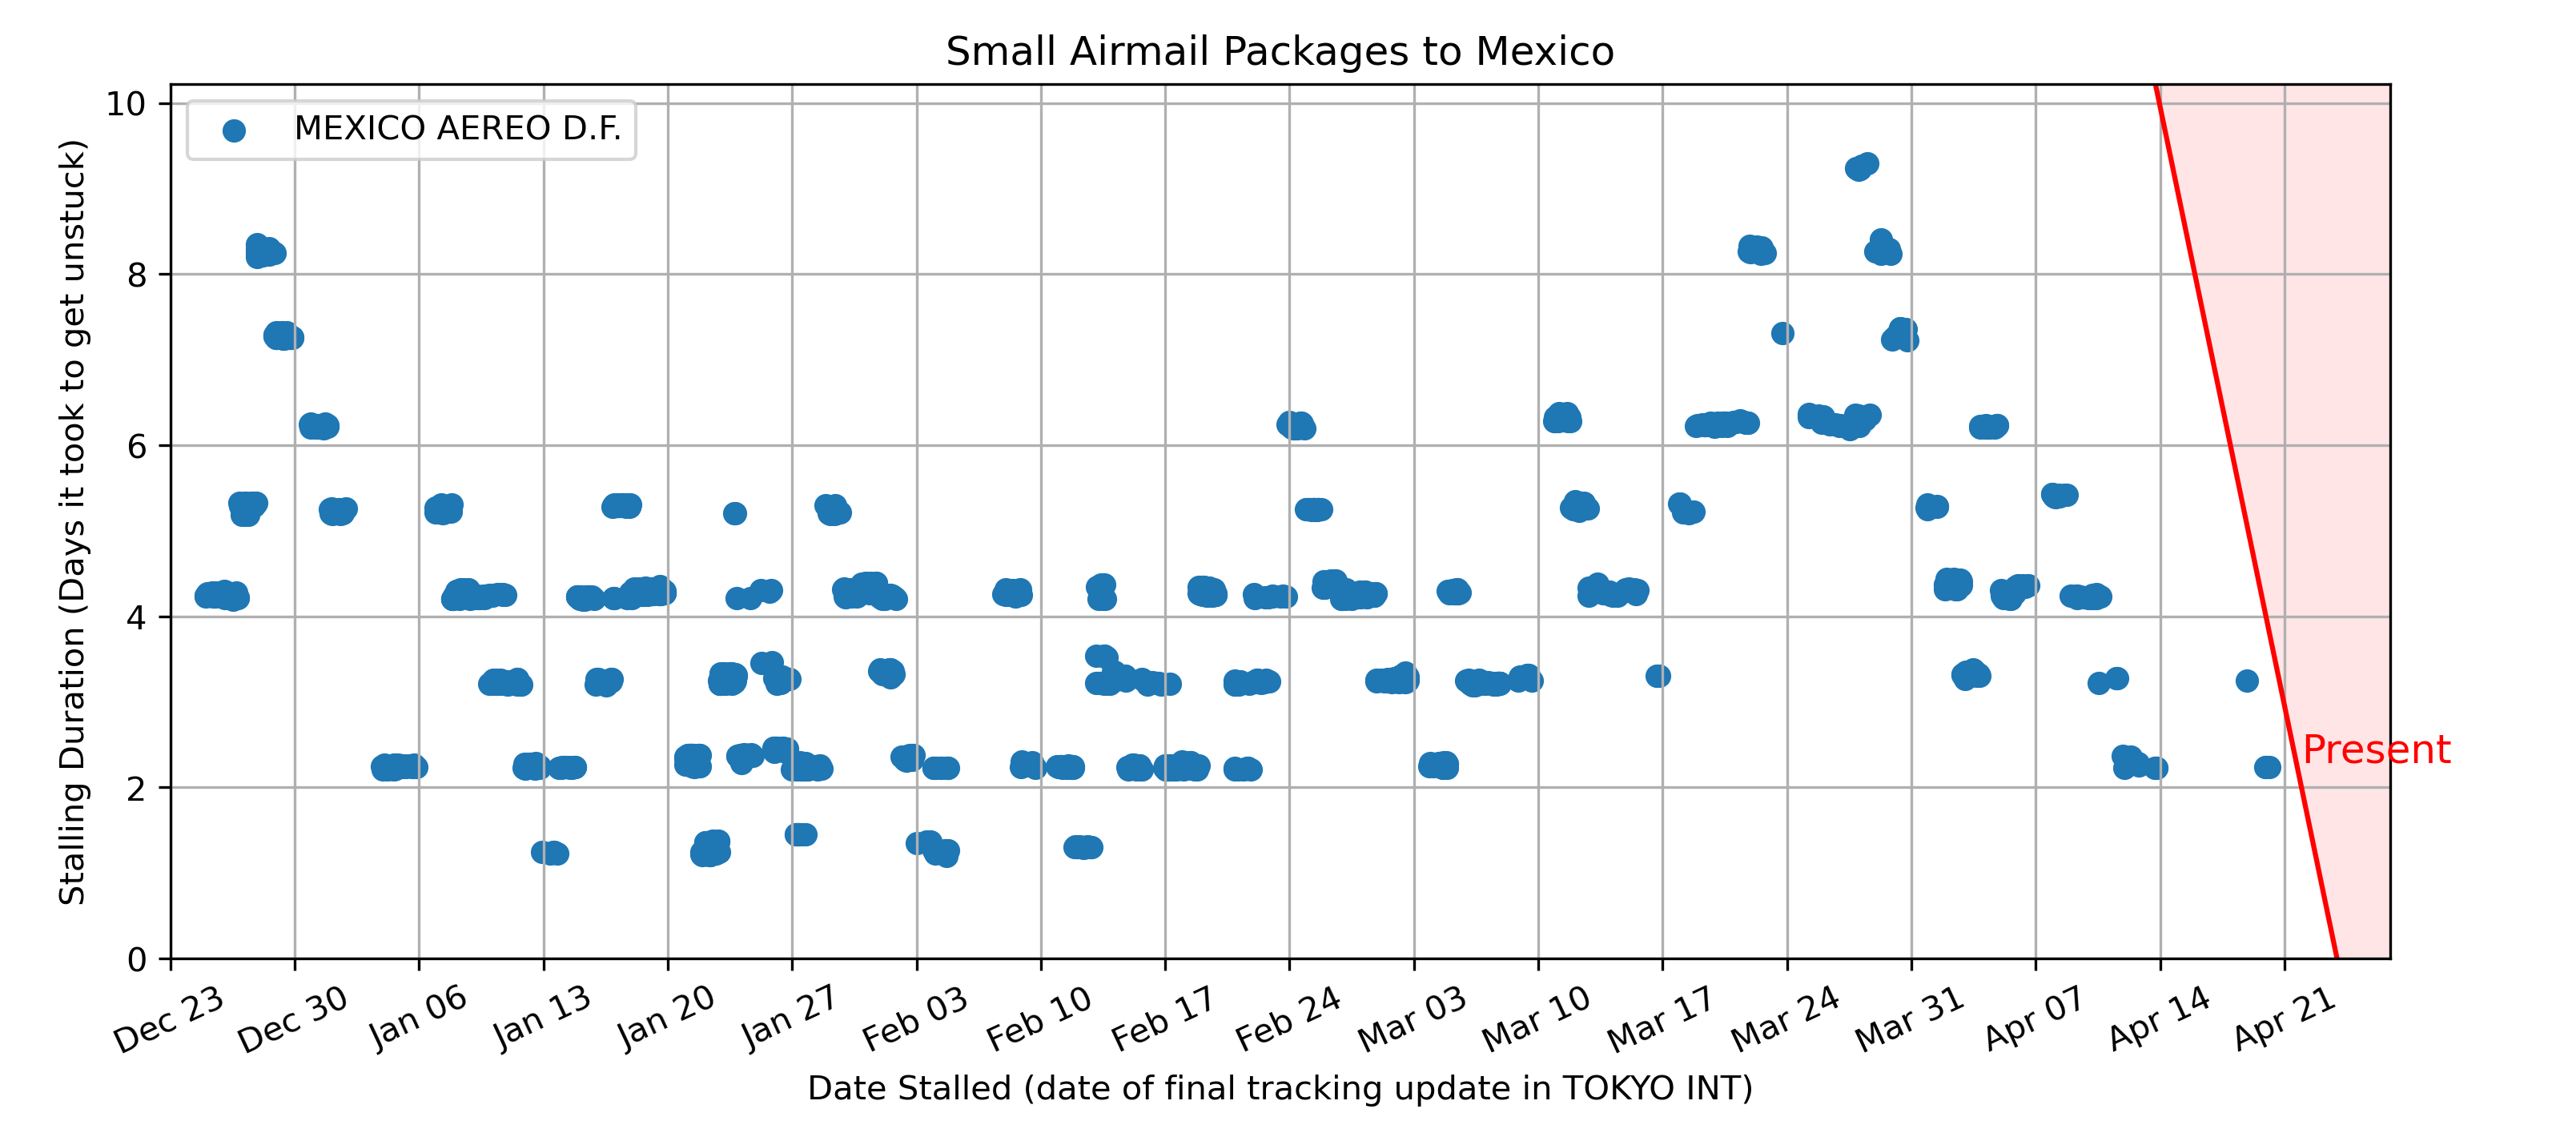 Small Airmail Packages to Mexico
MEXICO AEREO D.F.
Stalling Duration (Days it took to get unstuck)
10
8
6
4
2
0
Present
Dec 23
Dec 30
Jan 06
Jan 13
Jan 20
Jan 27
Feb 03
Feb 10
Feb 17
Feb 24
Mar 03
Mar 10
Mar 17
Mar 24
Mar 31
Apr 07
Apr 14
Apr 21
Date Stalled (date of final tracking update in TOKYO INT)